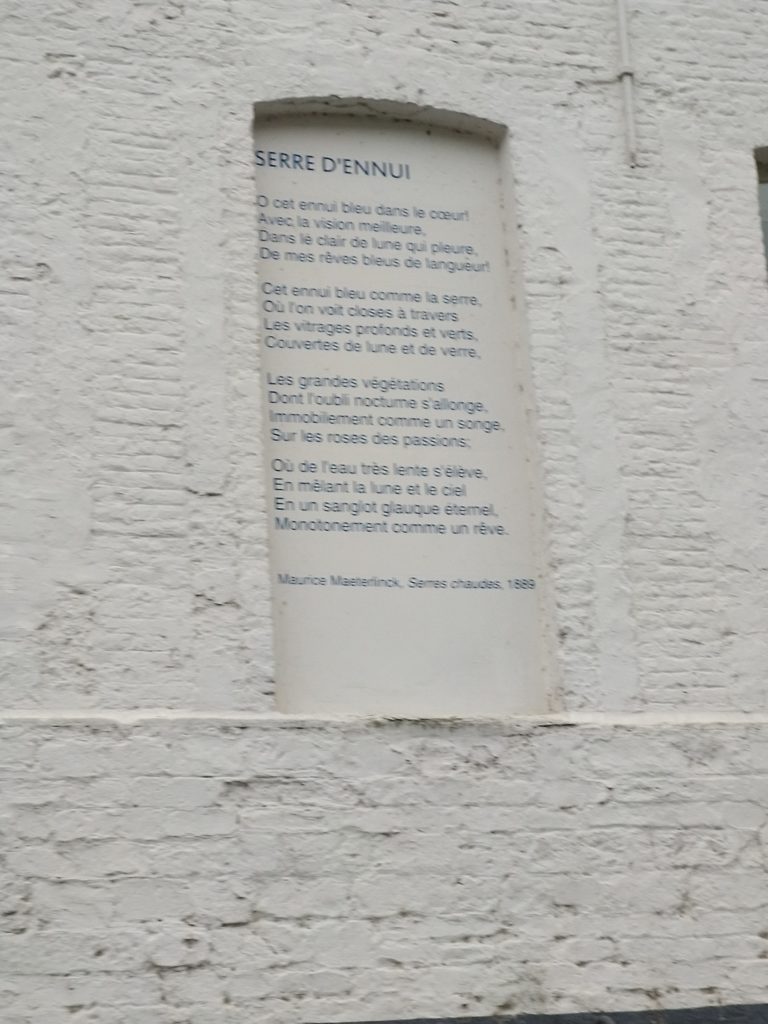 SERRE D'ENNUI
O cet ennui bleu dans le cœur!
Avec la vision meilleure,
Dans le clair de lune qui pleure,
De mes rêves bleus de langueur!
Cet ennui bleu comme la serre,
Où l'on voit closes à travers
Les vitrages profonds et verts,
Couvertes de lune et de verre,
Les grandes végétations
Dont l'oubli nocturne s'allonge,
Immobilement comme un songe,
Sur les roses des passions;
Où de l'eau très lente s'élève,
En mêlant la lune et le ciel
En un sanglot glauque éternel,
Monotonement comme un rêve.
Maurice Maeterlinck, Serres chaudes, 1889